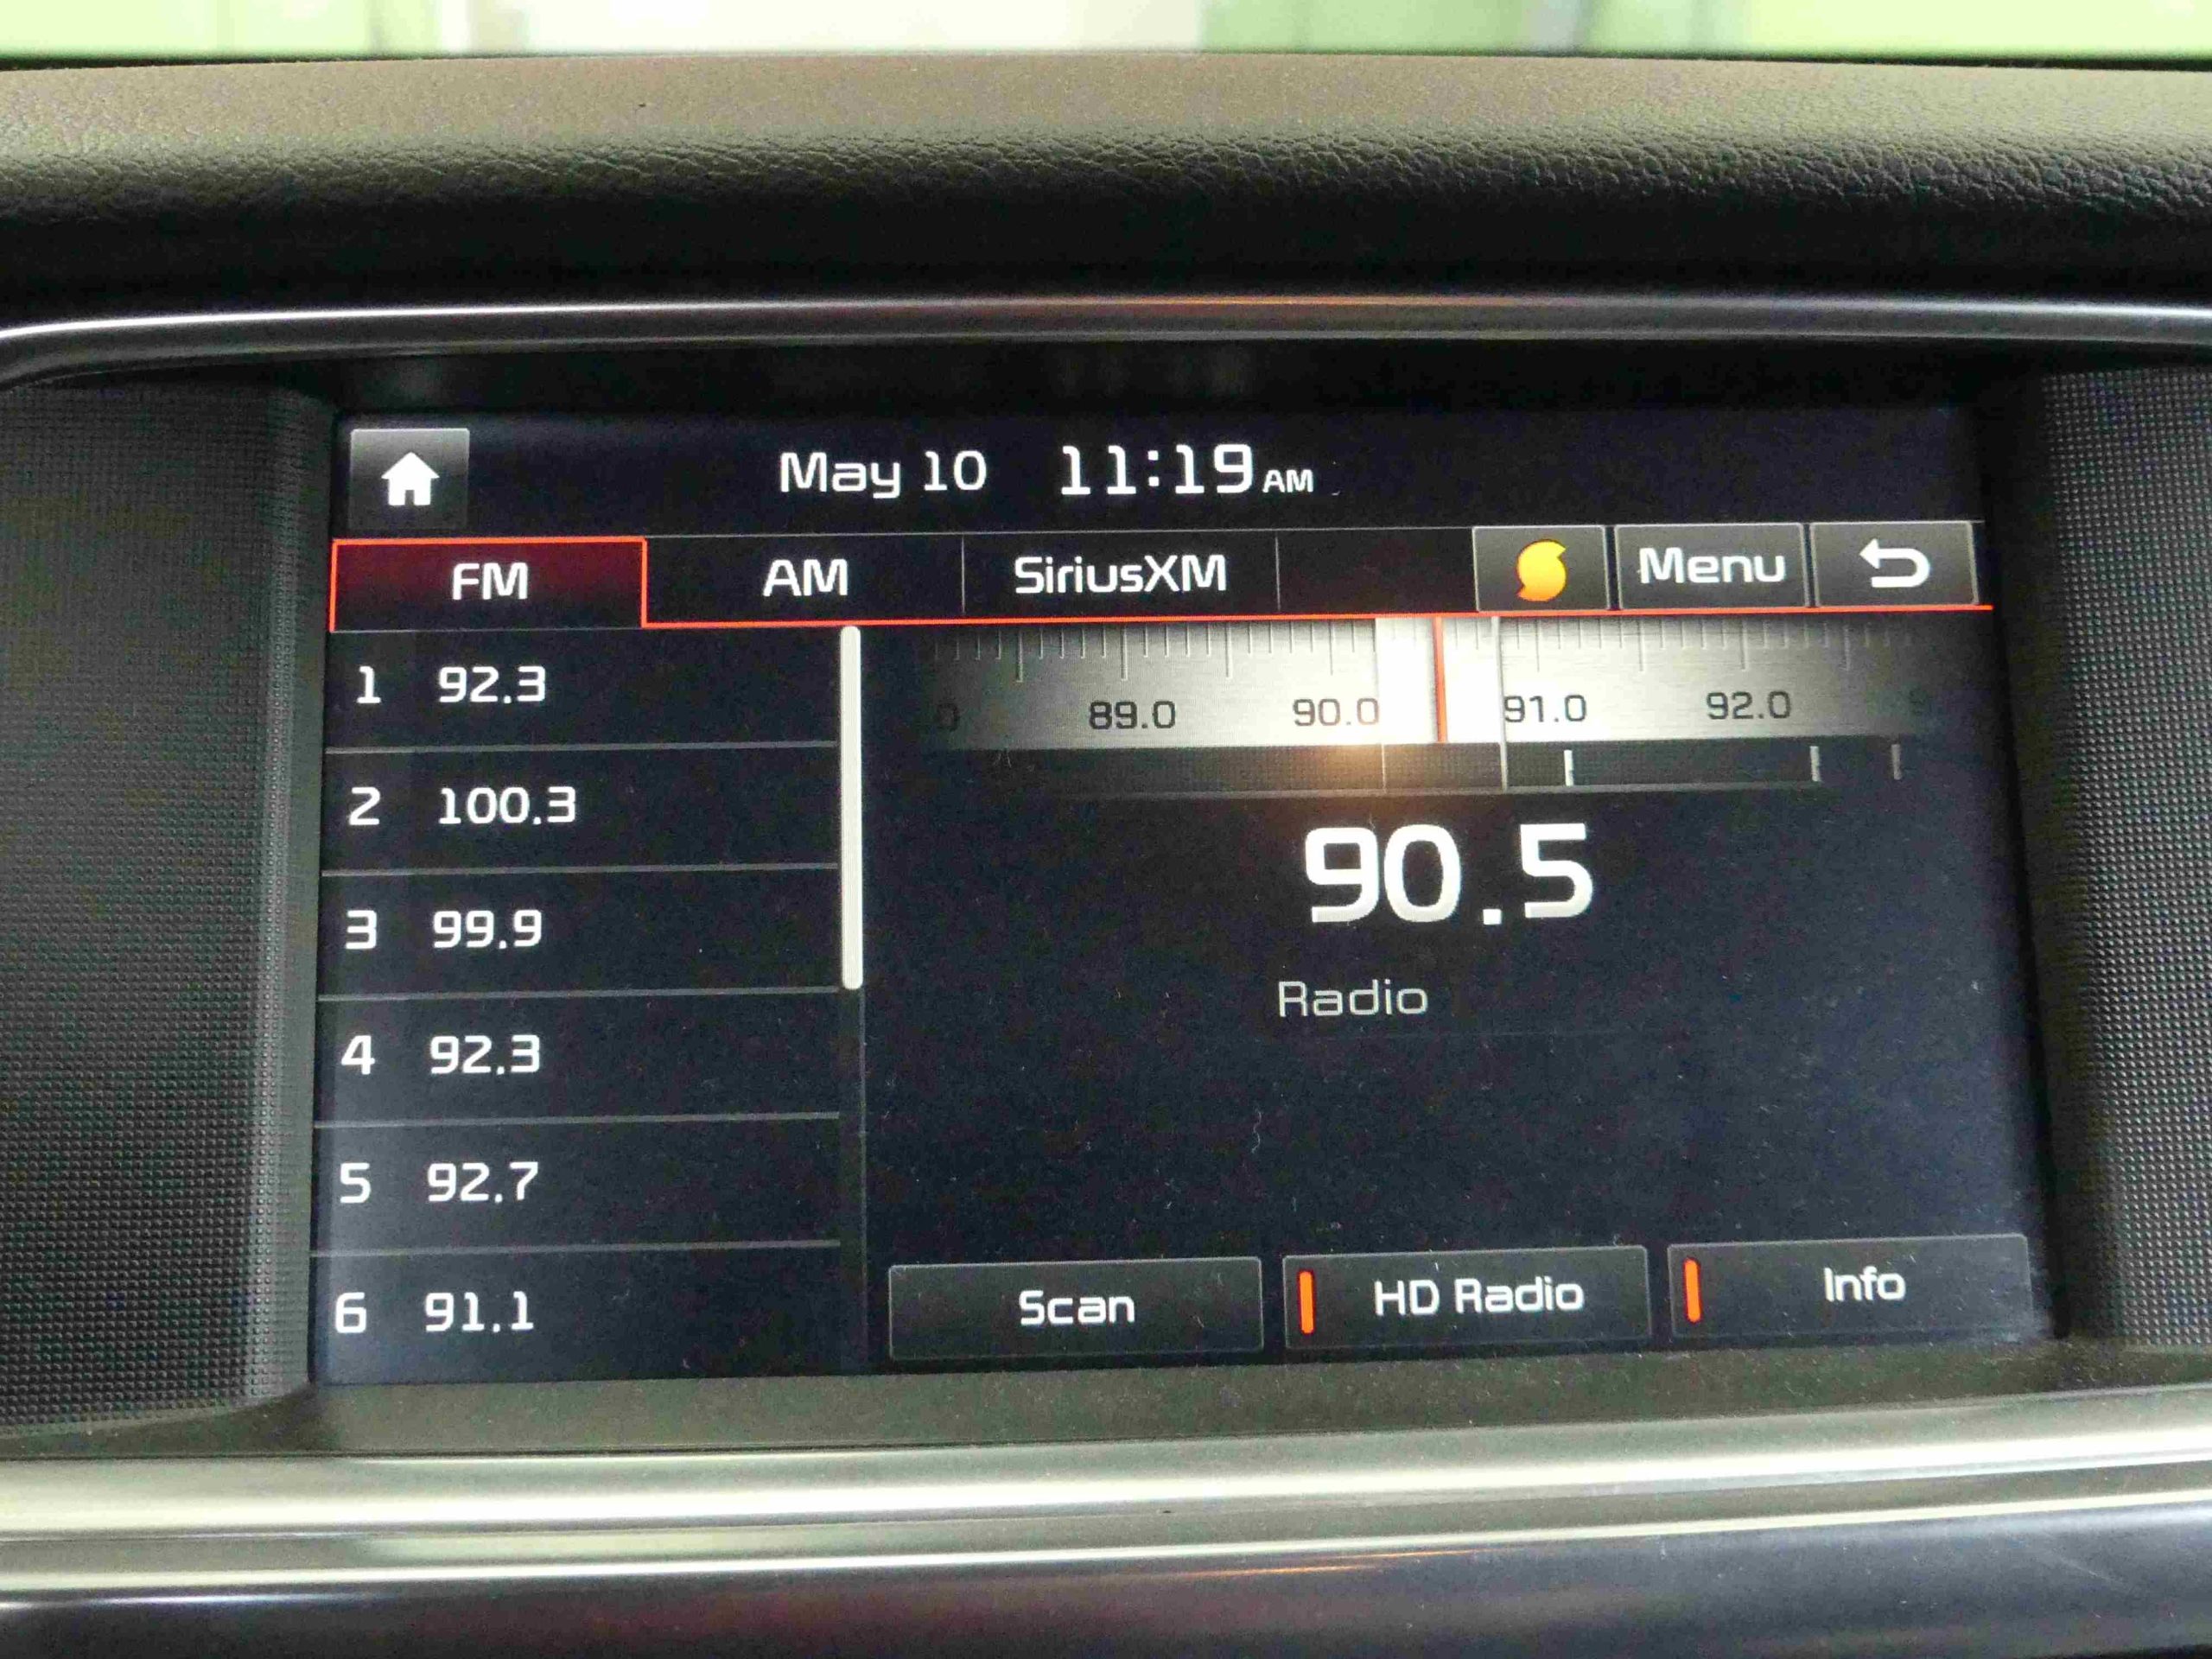 May 10 11:19 AM
FM AM SiriusXM Menu
1 92.3
2 100.3
3 99.9
4 92.3
5 92.7
6 91.1
89.0 90.0 91.0 92.0
90.5
Radio
Scan HD Radio Info